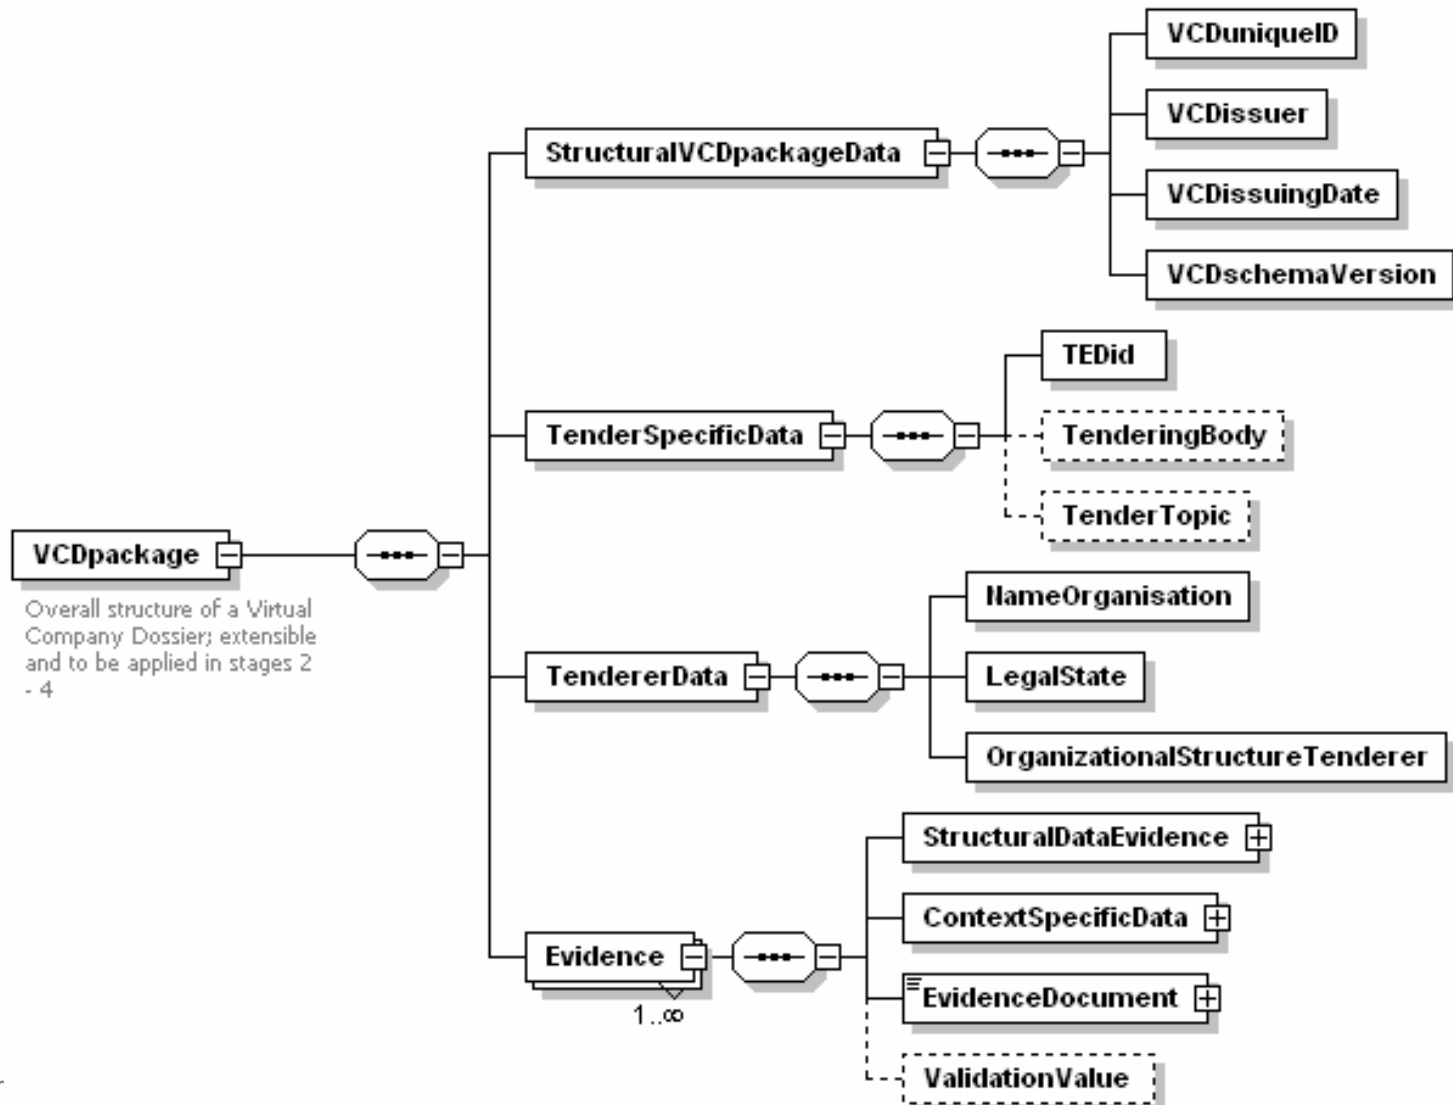 VCDuniqueID
VCDissuer
StructuralVCDpackageData
VCDissuingDate
VCDschemaVersion
TEDid
TenderSpecificData
TenderingBody
TenderTopic
VCDpackage
Overall structure of a Virtual
Company Dossier; extensible
and to be applied in stages 2
- 4
NameOrganisation
TendererData
LegalState
OrganizationalStructureTenderer
StructuralDataEvidence
ContextSpecificData
Evidence
1..∞
EvidenceDocument
ValidationValue